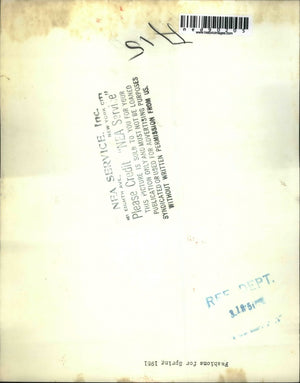 A15
NEA SERVICE, Inc.
NEW YORK CITY
Please Credit "NEA Service"
THIS PICTURE IS SOLD TO YOU FOR YOUR
PUBLICATION ONLY AND MUST NOT BE LOANED
SYNDICATED OR USED FOR ADVERTISING PURPOSES
WITHOUT WRITTEN PERMISSION FROM US.
REF. DEPT.
Fashions for Spring 1951